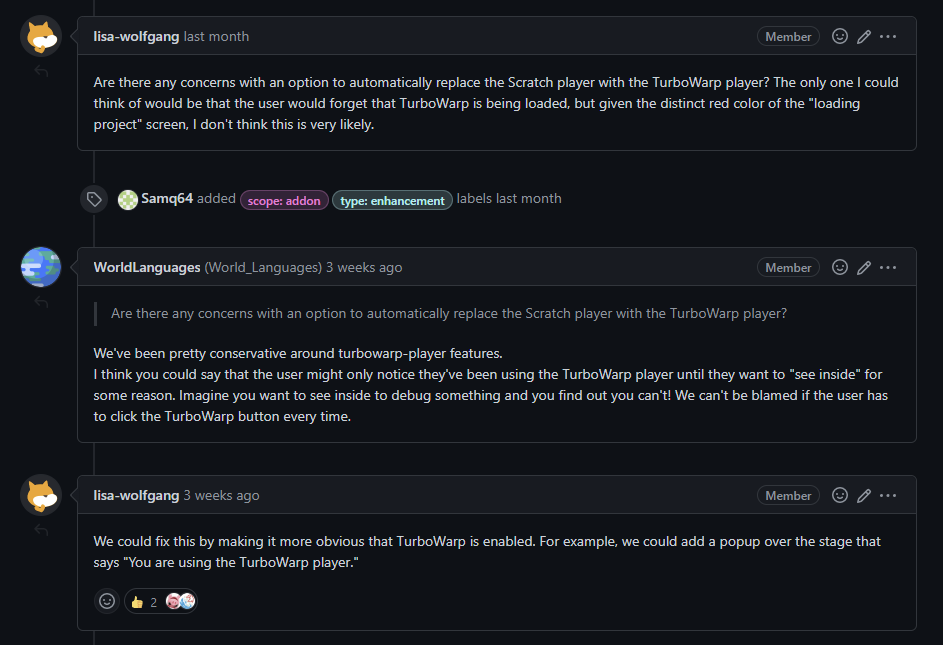 lisa-wolfgang last month
Member
Are there any concerns with an option to automatically replace the Scratch player with the TurboWarp player? The only one I could
think of would be that the user would forget that TurboWarp is being loaded, but given the distinct red color of the "loading
project" screen, I don't think this is very likely.
Samq64 added scope: addon type: enhancement labels last month
WorldLanguages (World_Languages) 3 weeks ago
Member
Are there any concerns with an option to automatically replace the Scratch player with the TurboWarp player?
We've been pretty conservative around turbowarp-player features.
I think you could say that the user might only notice they've been using the TurboWarp player until they want to "see inside" for
some reason. Imagine you want to see inside to debug something and you find out you can't! We can't be blamed if the user has
to click the TurboWarp button every time.
lisa-wolfgang 3 weeks ago
Member
We could fix this by making it more obvious that TurboWarp is enabled. For example, we could add a popup over the stage that
says "You are using the TurboWarp player."
👍 2